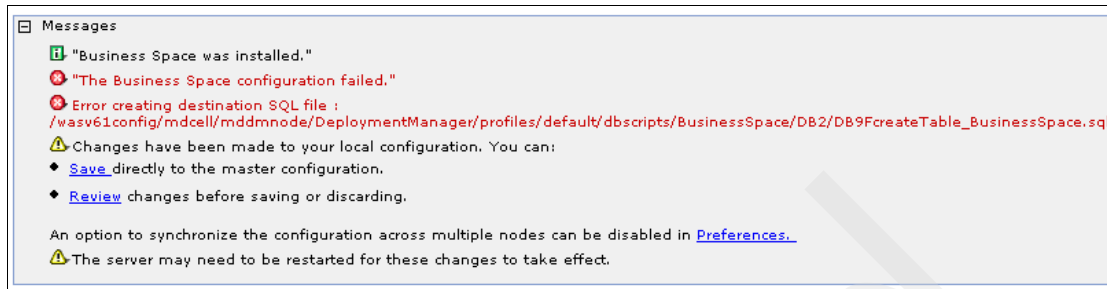 Messages
"Business Space was installed."
"The Business Space configuration failed."
Error creating destination SQL file :
/wasv61config/mdcell/mddmnode/DeploymentManager/profiles/default/dbscripts/BusinessSpace/DB2/DB9FcreateTable_BusinessSpace.sq
Changes have been made to your local configuration. You can:
Save directly to the master configuration.
Review changes before saving or discarding.
An option to synchronize the configuration across multiple nodes can be disabled in Preferences.
The server may need to be restarted for these changes to take effect.